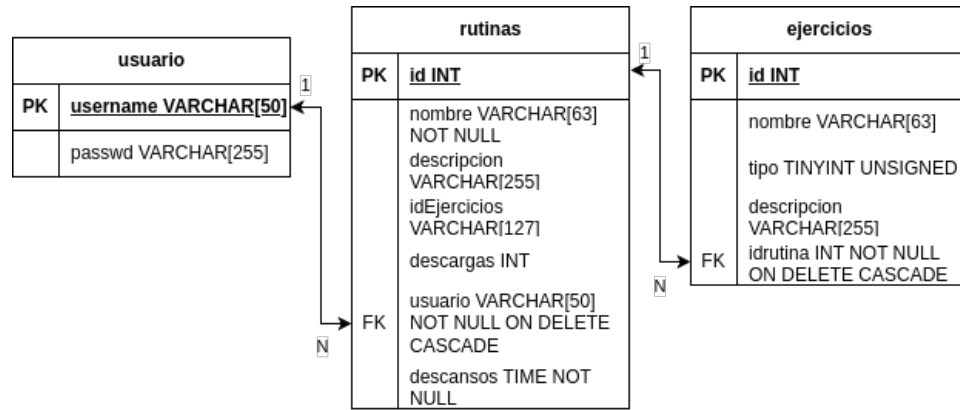 usuario
PK username VARCHAR[50]
passwd VARCHAR[255]
1
N
rutinas
PK id INT
nombre VARCHAR[63]
NOT NULL
descripcion
VARCHAR[255]
idEjercicios
VARCHAR[127]
descargas INT
usuario VARCHAR[50]
FK NOT NULL ON DELETE
CASCADE
descansos TIME NOT
NULL
1
N
ejercicios
PK id INT
nombre VARCHAR[63]
tipo TINYINT UNSIGNED
descripcion
VARCHAR[255]
FK idrutina INT NOT NULL
ON DELETE CASCADE